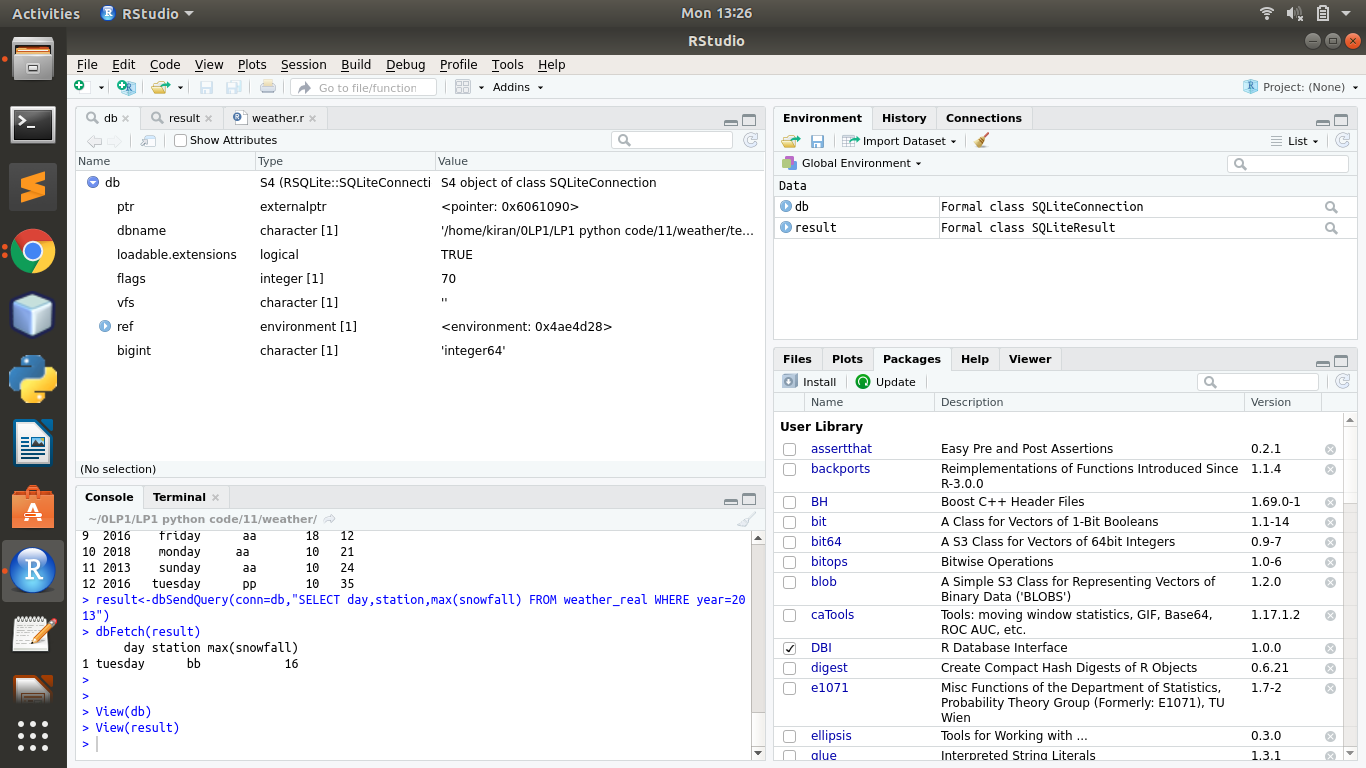 Activities RStudio Mon 13:26
RStudio
File Edit Code View Plots Session Build Debug Profile Tools Help
Go to file/function Addins Project: (None)
db result weather.r
Show Attributes
Name Type Value
db S4 (RSQLite::SQLiteConnecti S4 object of class SQLiteConnection
ptr externalptr <pointer: 0x6061090>
dbname character [1] '/home/kiran/0LP1/LP1 python code/11/weather/te...
loadable.extensions logical TRUE
flags integer [1] 70
vfs character [1] ''
ref environment [1] <environment: 0x4ae4d28>
bigint character [1] 'integer64'
(No selection)
Console Terminal
~/0LP1/LP1 python code/11/weather/
9 2016 friday aa 18 12
10 2018 monday aa 10 21
11 2013 sunday aa 10 24
12 2016 tuesday pp 10 35
> result<-dbSendQuery(conn=db,"SELECT day,station,max(snowfall) FROM weather_real WHERE year=20
13")
> dbFetch(result)
day station max(snowfall)
1 tuesday bb 16
>
>
> View(db)
> View(result)
>
Environment History Connections
Import Dataset List
Global Environment
Data
db Formal class SQLiteConnection
result Formal class SQLiteResult
Files Plots Packages Help Viewer
Install Update
Name Description Version
User Library
assertthat Easy Pre and Post Assertions 0.2.1
backports Reimplementations of Functions Introduced Since 1.1.4
R-3.0.0
BH Boost C++ Header Files 1.69.0-1
bit A Class for Vectors of 1-Bit Booleans 1.1-14
bit64 A S3 Class for Vectors of 64bit Integers 0.9-7
bitops Bitwise Operations 1.0-6
blob A Simple S3 Class for Representing Vectors of 1.2.0
Binary Data ('BLOBS')
caTools Tools: moving window statistics, GIF, Base64, 1.17.1.2
ROC AUC, etc.
DBI R Database Interface 1.0.0
digest Create Compact Hash Digests of R Objects 0.6.21
e1071 Misc Functions of the Department of Statistics, 1.7-2
Probability Theory Group (Formerly: E1071), TU
Wien
ellipsis Tools for Working with ... 0.3.0
glue Interpreted String Literals 1.3.1